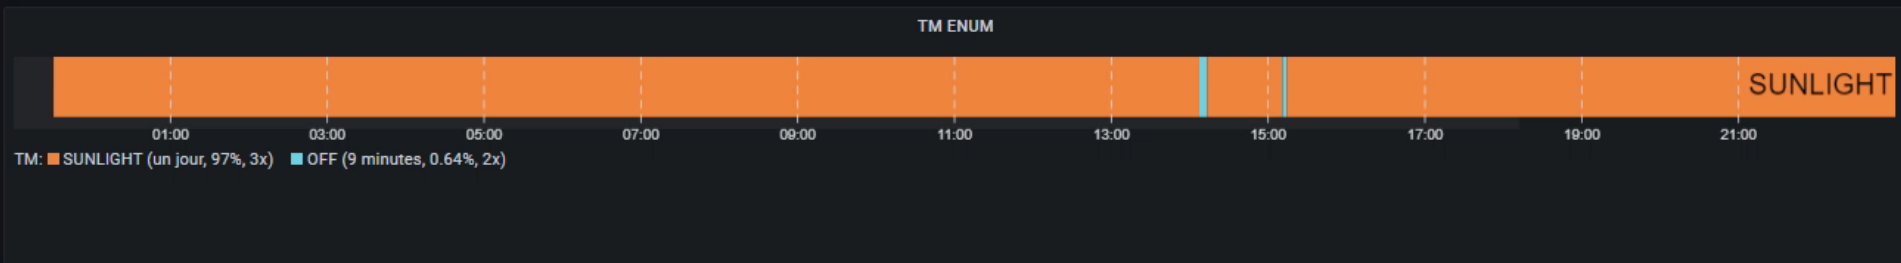 TM ENUM
SUNLIGHT
01:00 03:00 05:00 07:00 09:00 11:00 13:00 15:00 17:00 19:00 21:00
TM: SUNLIGHT (un jour, 97%, 3x) OFF (9 minutes, 0.64%, 2x)